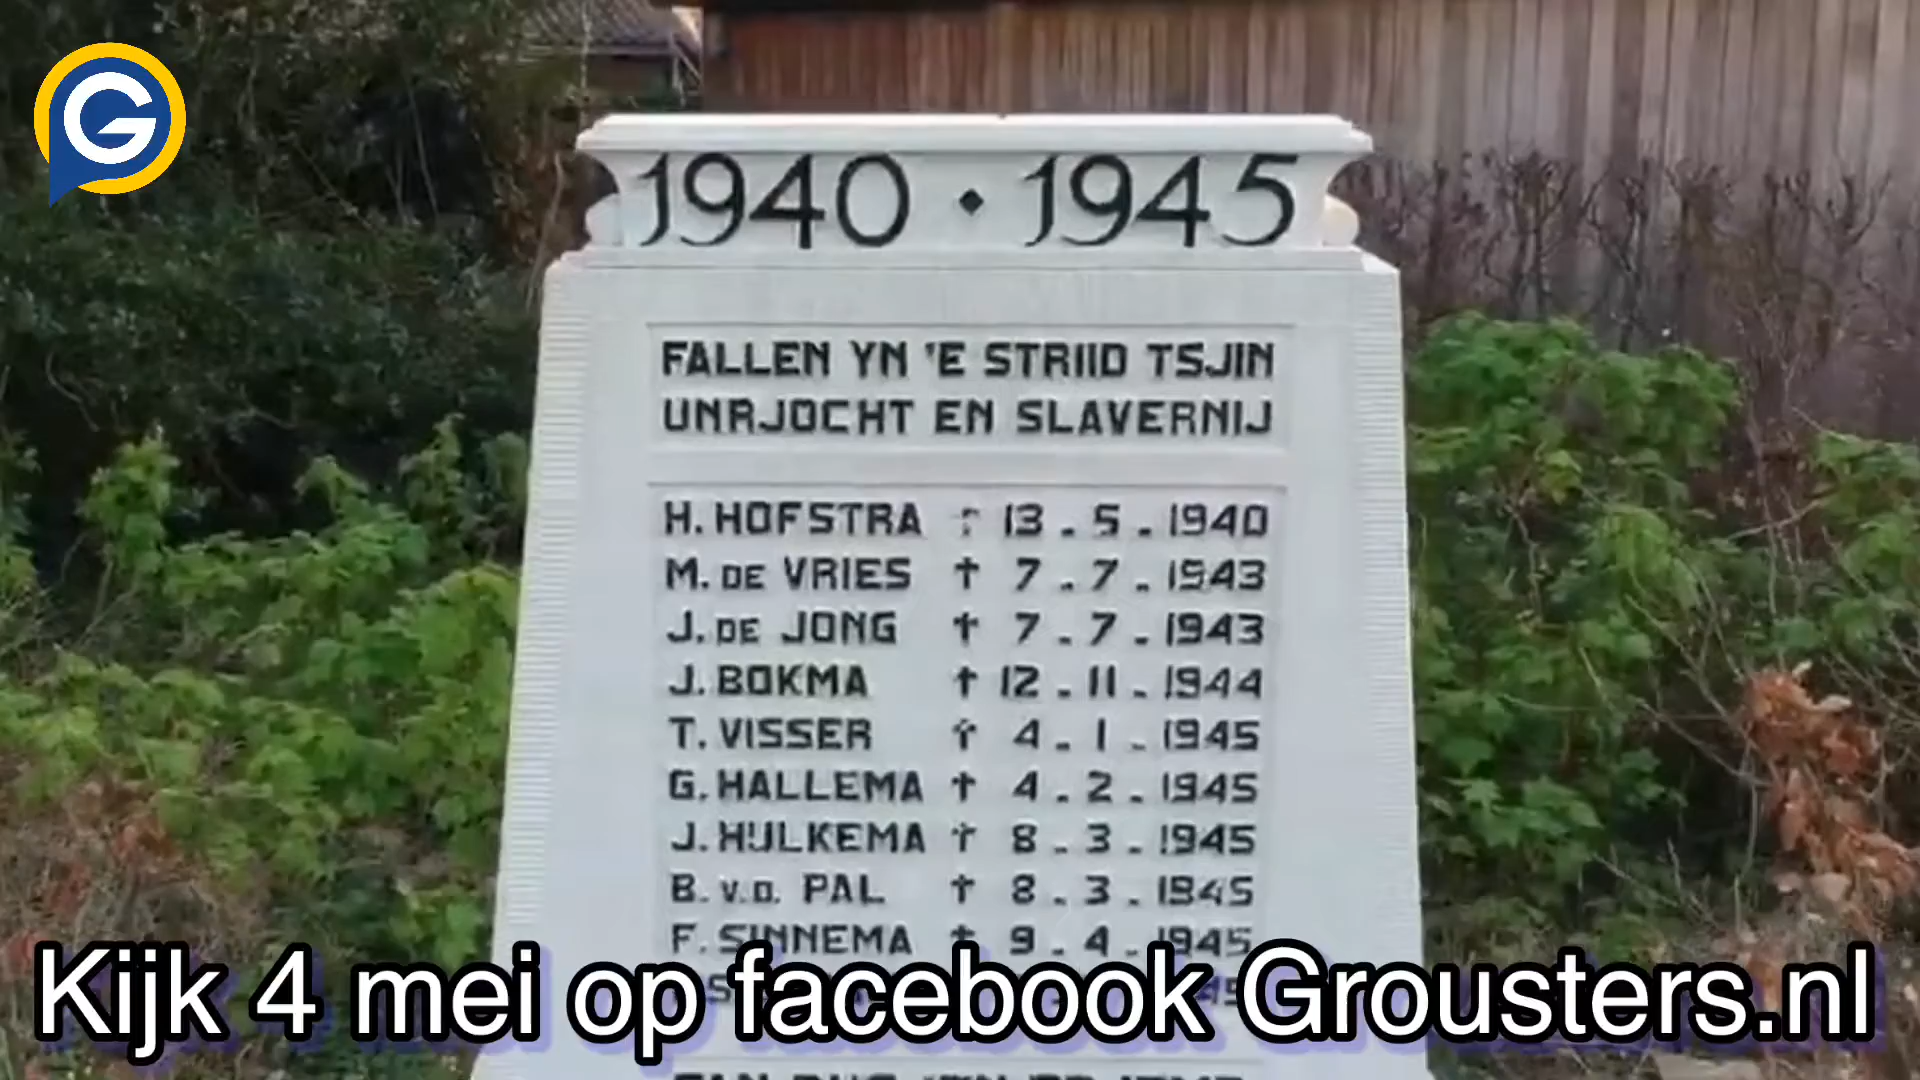 G
1940 · 1945
FALLEN YN 'E STRIID TSJIN
UNRJOCHT EN SLAVERNIJ
H. HOFSTRA † 13 - 5 - 1940
M. DE VRIES † 7 - 7 - 1943
J. DE JONG † 7 - 7 - 1943
J. BOKMA † 12 - 11 - 1944
T. VISSER † 4 - 1 - 1945
G. HALLEMA † 4 - 2 - 1945
J. HIJLKEMA † 8 - 3 - 1945
B. V.D. PAL † 8 - 3 - 1945
F. SINNEMA † 9 - 4 - 1945
Kijk 4 mei op facebook Grousters.nl